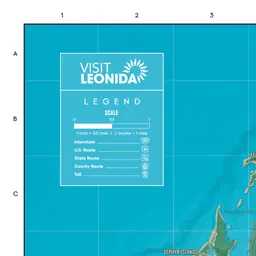 1 2 3
A
VISIT
LEONIDA
LEGEND
SCALE
B
Interstate
U.S. Route
State Route
County Route
Toll
C